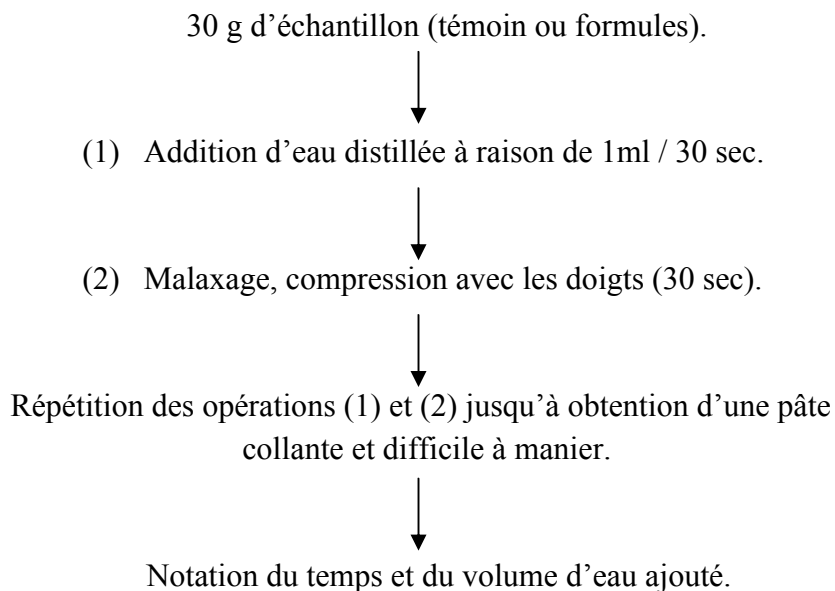 30 g d’échantillon (témoin ou formules).
(1) Addition d’eau distillée à raison de 1ml / 30 sec.
(2) Malaxage, compression avec les doigts (30 sec).
Répétition des opérations (1) et (2) jusqu’à obtention d’une pâte
collante et difficile à manier.
Notation du temps et du volume d’eau ajouté.